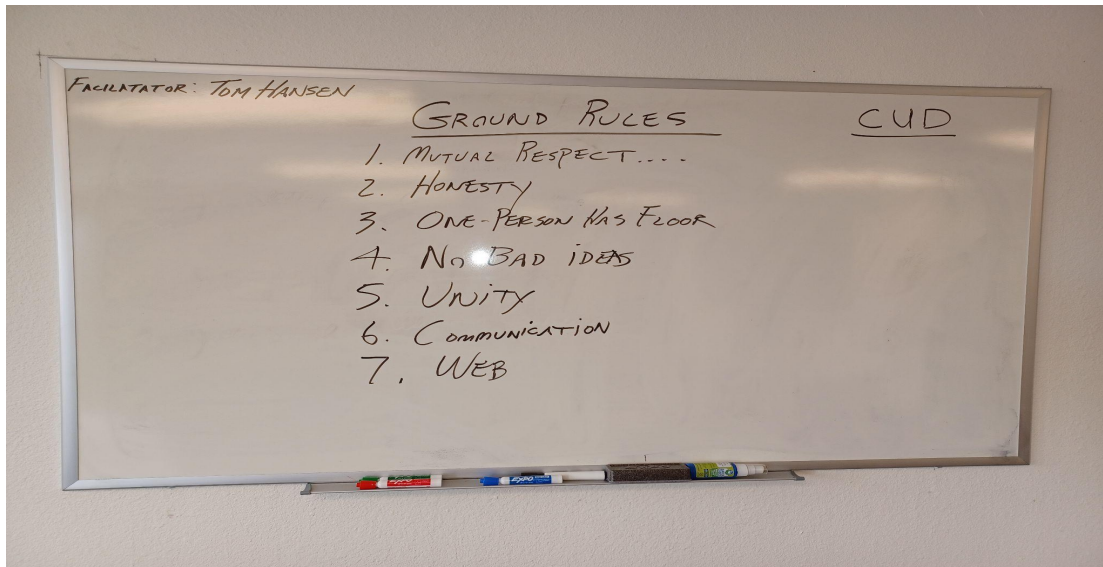 FACILATATOR: TOM HANSEN
GROUND RULES
CUD
1. MUTUAL RESPECT....
2. HONESTY
3. ONE-PERSON HAS FLOOR
4. No BAD iDEAS
5. UNiTY
6. COMMUNiCATiON
7. WEB
EXPO